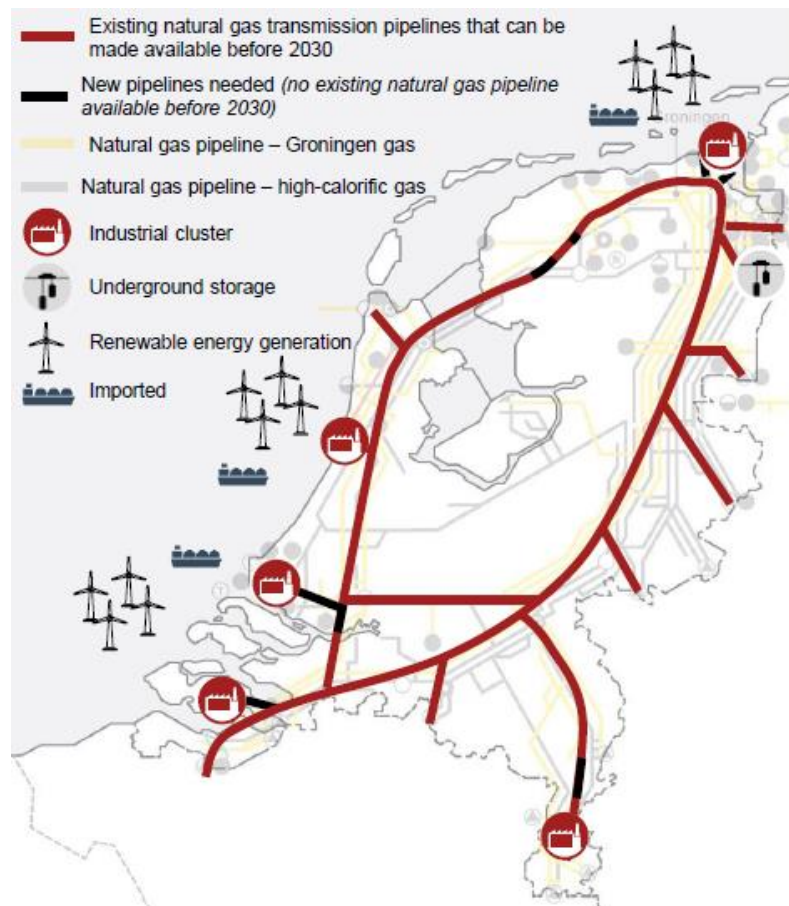 Existing natural gas transmission pipelines that can be
made available before 2030
New pipelines needed (no existing natural gas pipeline
available before 2030)
Natural gas pipeline – Groningen gas
Groningen
Natural gas pipeline – high-calorific gas
Industrial cluster
Underground storage
Renewable energy generation
Imported